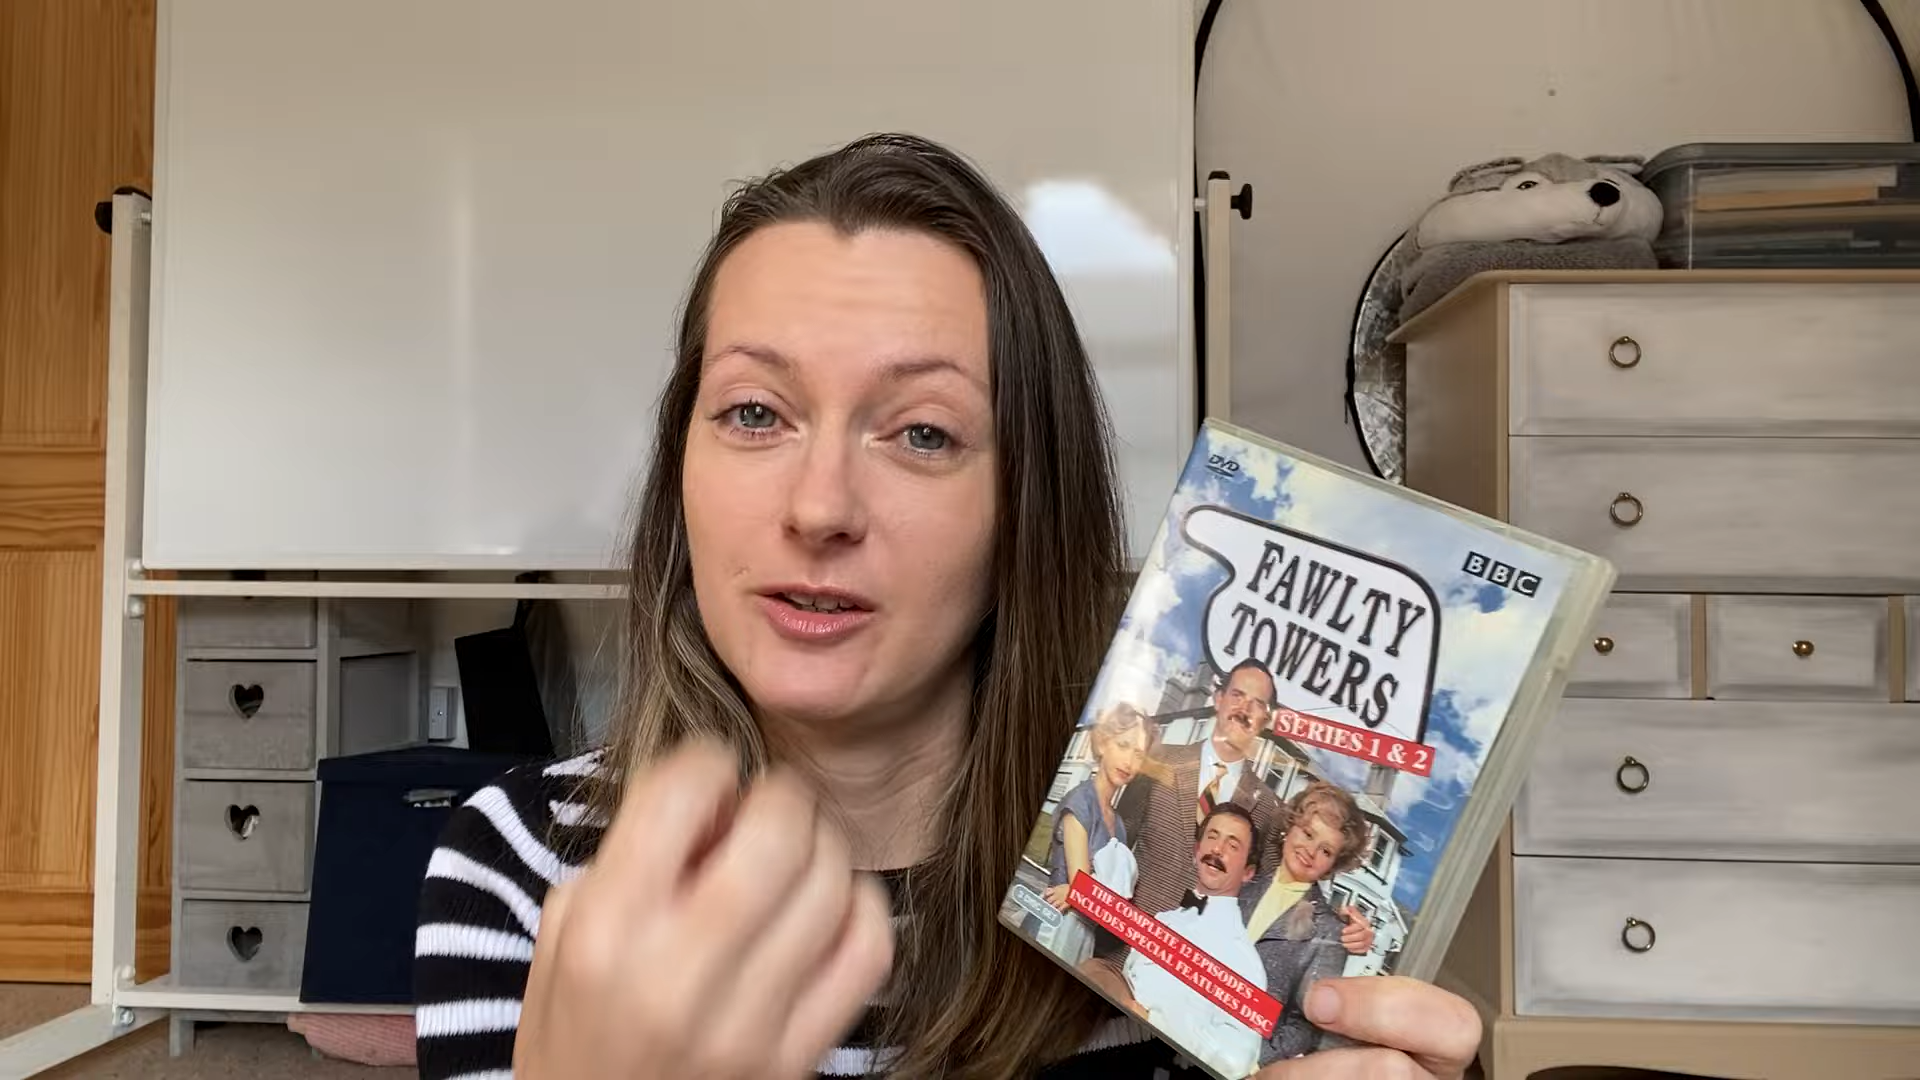 DVD
BBC
FAWLTY
TOWERS
SERIES 1 & 2
THE COMPLETE 12 EPISODES -
INCLUDES SPECIAL FEATURES DISC